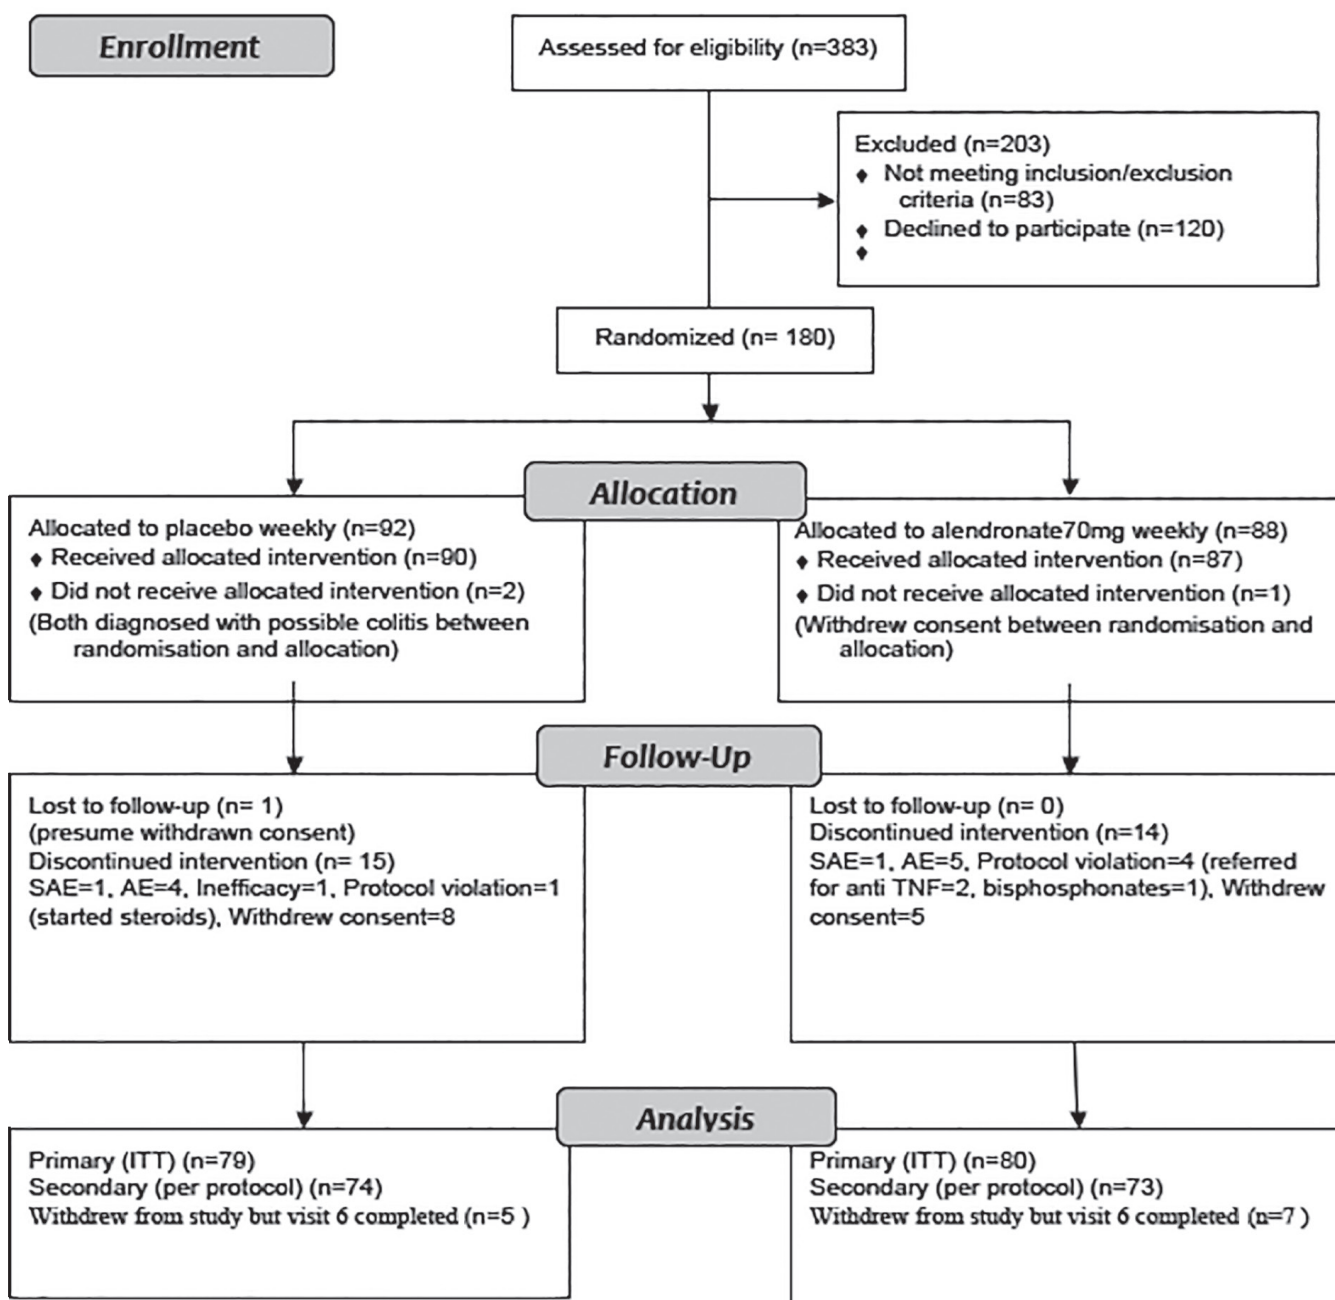 Enrollment
Assessed for eligibility (n=383)
Excluded (n=203)
♦ Not meeting inclusion/exclusion
criteria (n=83)
♦ Declined to participate (n=120)
♦
Randomized (n= 180)
Allocation
Allocated to placebo weekly (n=92)
♦ Received allocated intervention (n=90)
♦ Did not receive allocated intervention (n=2)
(Both diagnosed with possible colitis between
randomisation and allocation)
Allocated to alendronate70mg weekly (n=88)
♦ Received allocated intervention (n=87)
♦ Did not receive allocated intervention (n=1)
(Withdrew consent between randomisation and
allocation)
Follow-Up
Lost to follow-up (n= 1)
(presume withdrawn consent)
Discontinued intervention (n= 15)
SAE=1, AE=4, Inefficacy=1, Protocol violation=1
(started steroids), Withdrew consent=8
Lost to follow-up (n= 0)
Discontinued intervention (n=14)
SAE=1, AE=5, Protocol violation=4 (referred
for anti TNF=2, bisphosphonates=1), Withdrew
consent=5
Analysis
Primary (ITT) (n=79)
Secondary (per protocol) (n=74)
Withdrew from study but visit 6 completed (n=5 )
Primary (ITT) (n=80)
Secondary (per protocol) (n=73)
Withdrew from study but visit 6 completed (n=7 )